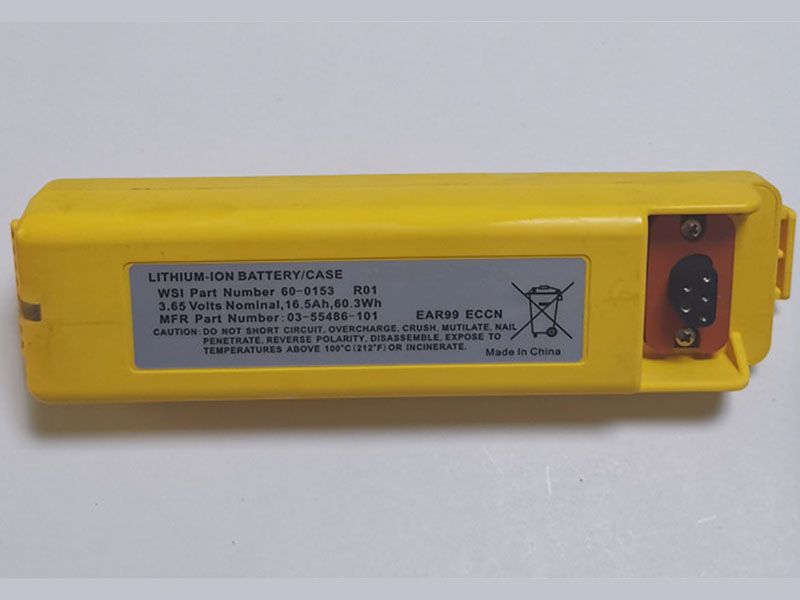 LITHIUM-ION BATTERY/CASE
WSI Part Number 60-0153 R01
3.65 Volts Nominal,16.5Ah,60.3Wh
MFR Part Number: 03-55486-101 EAR99 ECCN
CAUTION: DO NOT SHORT CIRCUIT, OVERCHARGE, CRUSH, MUTILATE, NAIL
PENETRATE, REVERSE POLARITY, DISASSEMBLE, EXPOSE TO
TEMPERATURES ABOVE 100°C (212°F) OR INCINERATE.
Made In China